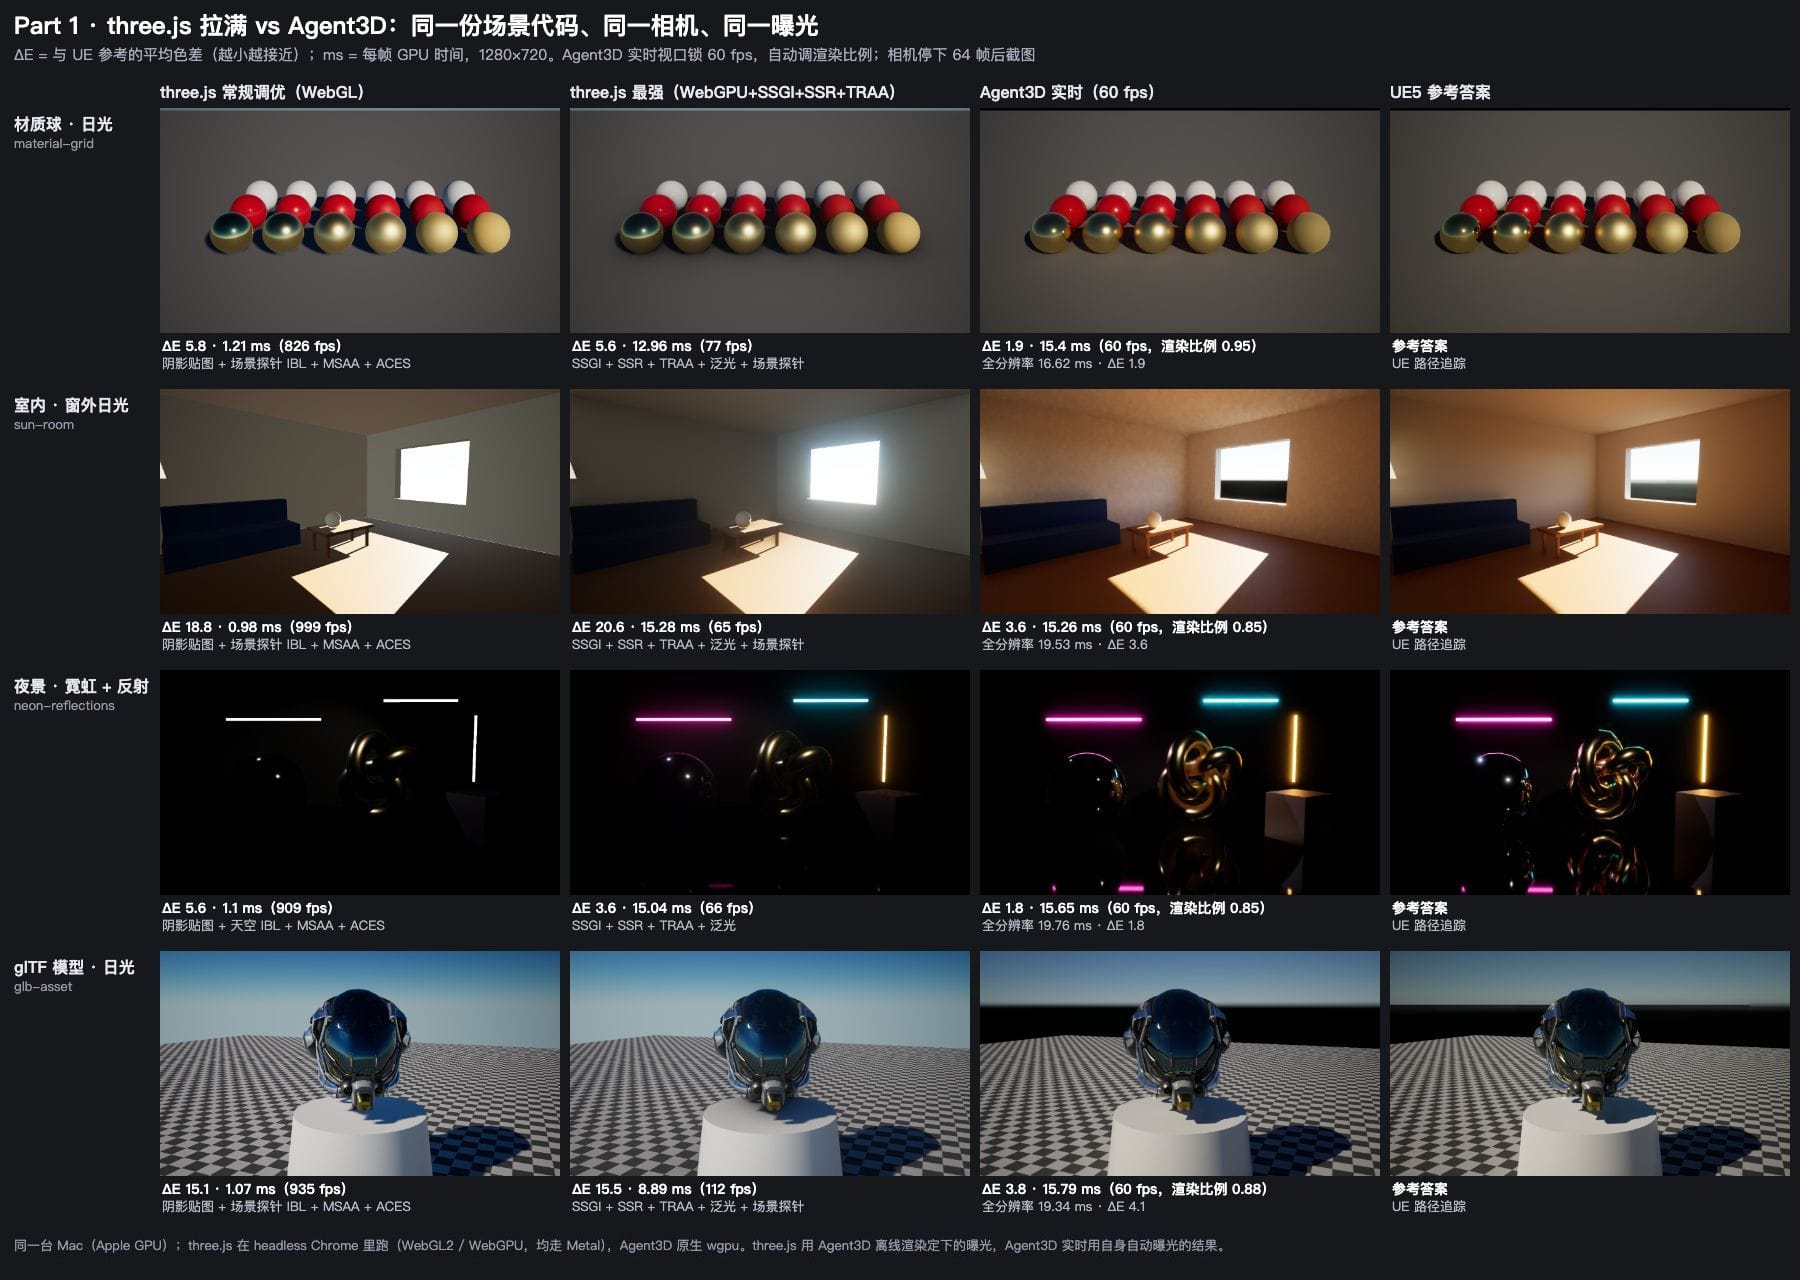 Part 1 · three.js 拉满 vs Agent3D：同一份场景代码、同一相机、同一曝光
ΔE = 与 UE 参考的平均色差（越小越接近）；ms = 每帧 GPU 时间，1280×720。Agent3D 实时视口锁 60 fps，自动调渲染比例；相机停下 64 帧后截图
three.js 常规调优（WebGL）
three.js 最强（WebGPU+SSGI+SSR+TRAA）
Agent3D 实时（60 fps）
UE5 参考答案
材质球 · 日光
material-grid
ΔE 5.8 · 1.21 ms（826 fps）
阴影贴图 + 场景探针 IBL + MSAA + ACES
ΔE 5.6 · 12.96 ms（77 fps）
SSGI + SSR + TRAA + 泛光 + 场景探针
ΔE 1.9 · 15.4 ms（60 fps，渲染比例 0.95）
全分辨率 16.62 ms · ΔE 1.9
参考答案
UE 路径追踪
室内 · 窗外日光
sun-room
ΔE 18.8 · 0.98 ms（999 fps）
阴影贴图 + 场景探针 IBL + MSAA + ACES
ΔE 20.6 · 15.28 ms（65 fps）
SSGI + SSR + TRAA + 泛光 + 场景探针
ΔE 3.6 · 15.26 ms（60 fps，渲染比例 0.85）
全分辨率 19.53 ms · ΔE 3.6
参考答案
UE 路径追踪
夜景 · 霓虹 + 反射
neon-reflections
ΔE 5.6 · 1.1 ms（909 fps）
阴影贴图 + 天空 IBL + MSAA + ACES
ΔE 3.6 · 15.04 ms（66 fps）
SSGI + SSR + TRAA + 泛光
ΔE 1.8 · 15.65 ms（60 fps，渲染比例 0.85）
全分辨率 19.76 ms · ΔE 1.8
参考答案
UE 路径追踪
glTF 模型 · 日光
glb-asset
ΔE 15.1 · 1.07 ms（935 fps）
阴影贴图 + 场景探针 IBL + MSAA + ACES
ΔE 15.5 · 8.89 ms（112 fps）
SSGI + SSR + TRAA + 泛光 + 场景探针
ΔE 3.8 · 15.79 ms（60 fps，渲染比例 0.88）
全分辨率 19.34 ms · ΔE 4.1
参考答案
UE 路径追踪
同一台 Mac（Apple GPU）；three.js 在 headless Chrome 里跑（WebGL2 / WebGPU，均走 Metal），Agent3D 原生 wgpu。three.js 用 Agent3D 离线渲染定下的曝光，Agent3D 实时用自身自动曝光的结果。